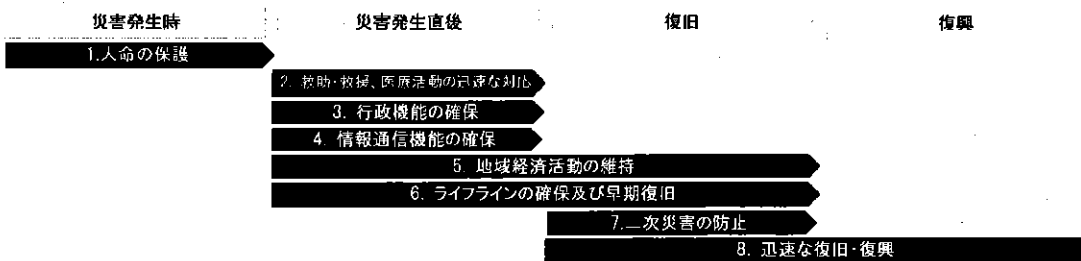 災害発生時 災害発生直後 復旧 復興
1.人命の保護
2. 救助・救援、医療活動の迅速な対応
3. 行政機能の確保
4. 情報通信機能の確保
5. 地域経済活動の維持
6. ライフラインの確保及び早期復旧
7.二次災害の防止
8. 迅速な復旧・復興